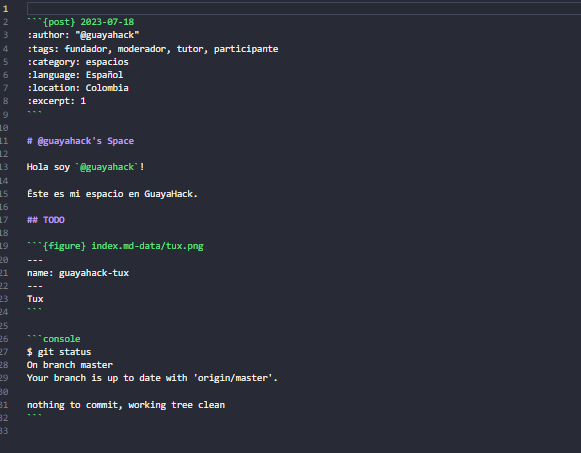 1
2 ```{post} 2023-07-18
3 :author: "@guayahack"
4 :tags: fundador, moderador, tutor, participante
5 :category: espacios
6 :language: Español
7 :location: Colombia
8 :excerpt: 1
9 ```
10
11 # @guayahack's Space
12
13 Hola soy `@guayahack`!
14
15 Éste es mi espacio en GuayaHack.
16
17 ## TODO
18
19 ```{figure} index.md-data/tux.png
20 ---
21 name: guayahack-tux
22 ---
23 Tux
24 ```
25
26 ```console
27 $ git status
28 On branch master
29 Your branch is up to date with 'origin/master'.
30
31 nothing to commit, working tree clean
32 ```
33